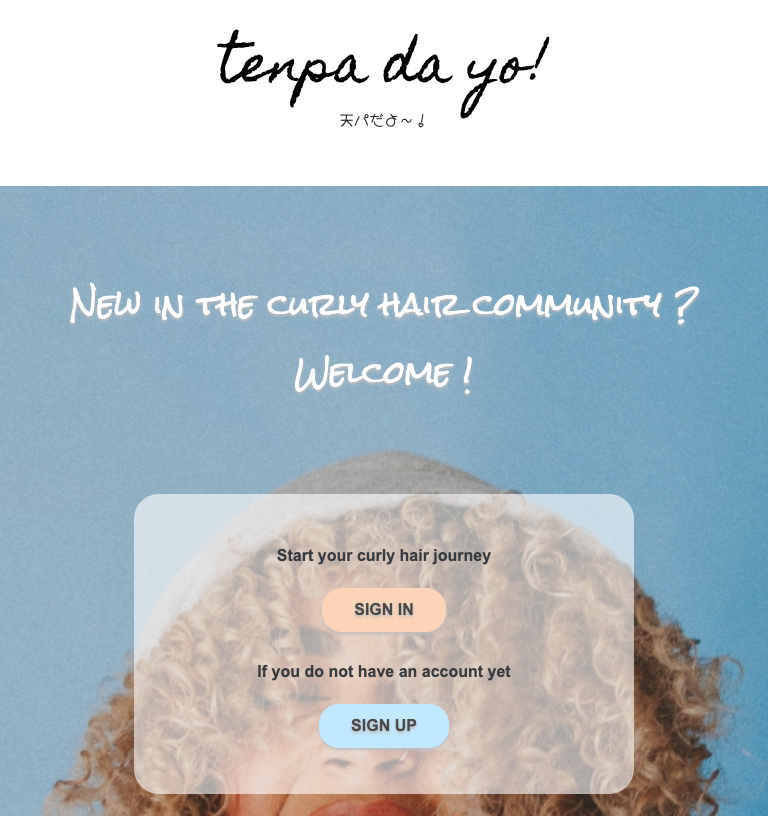 tenpa da yo!
天パだよ～！
New in the curly hair community ?
Welcome !
Start your curly hair journey
SIGN IN
If you do not have an account yet
SIGN UP